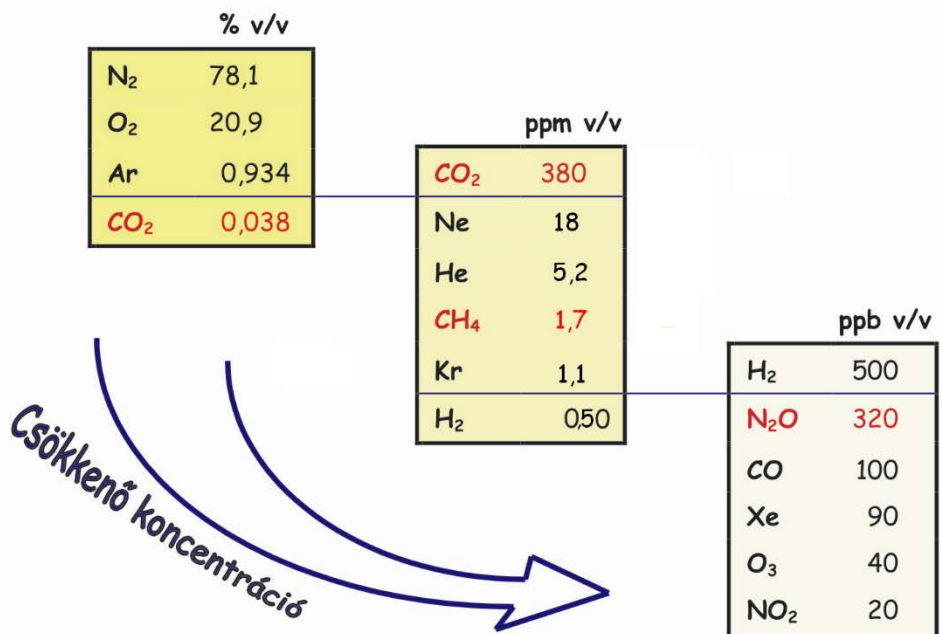 % v/v
N₂ 78,1
O₂ 20,9
Ar 0,934
CO₂ 0,038
ppm v/v
CO₂ 380
Ne 18
He 5,2
CH₄ 1,7
Kr 1,1
H₂ 0,50
ppb v/v
H₂ 500
N₂O 320
CO 100
Xe 90
O₃ 40
NO₂ 20
Csökkenő koncentráció